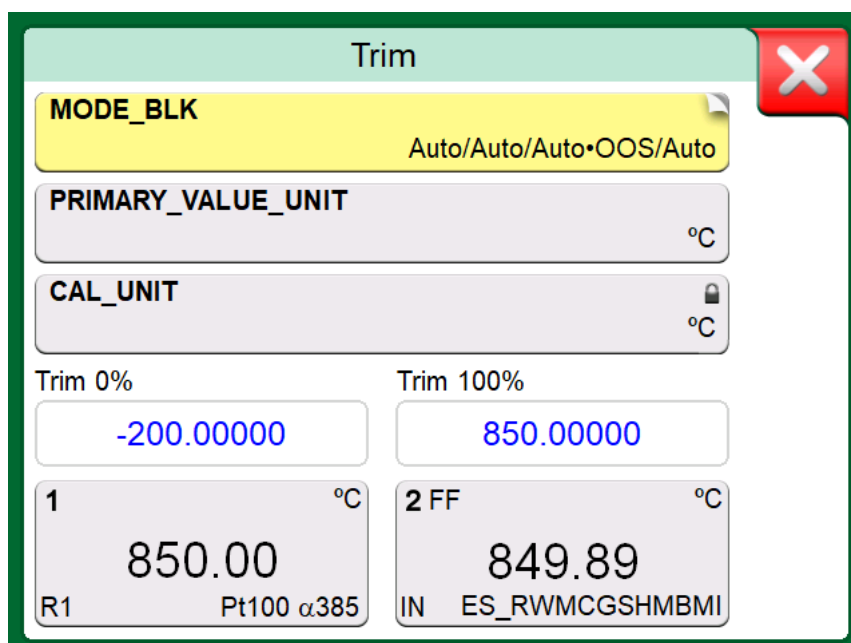 Trim
MODE_BLK
Auto/Auto/Auto•OOS/Auto
PRIMARY_VALUE_UNIT
ºC
CAL_UNIT
ºC
Trim 0% Trim 100%
-200.00000 850.00000
1 ºC 2 FF ºC
850.00 849.89
R1 Pt100 α385 IN ES_RWMCGSHMBMI